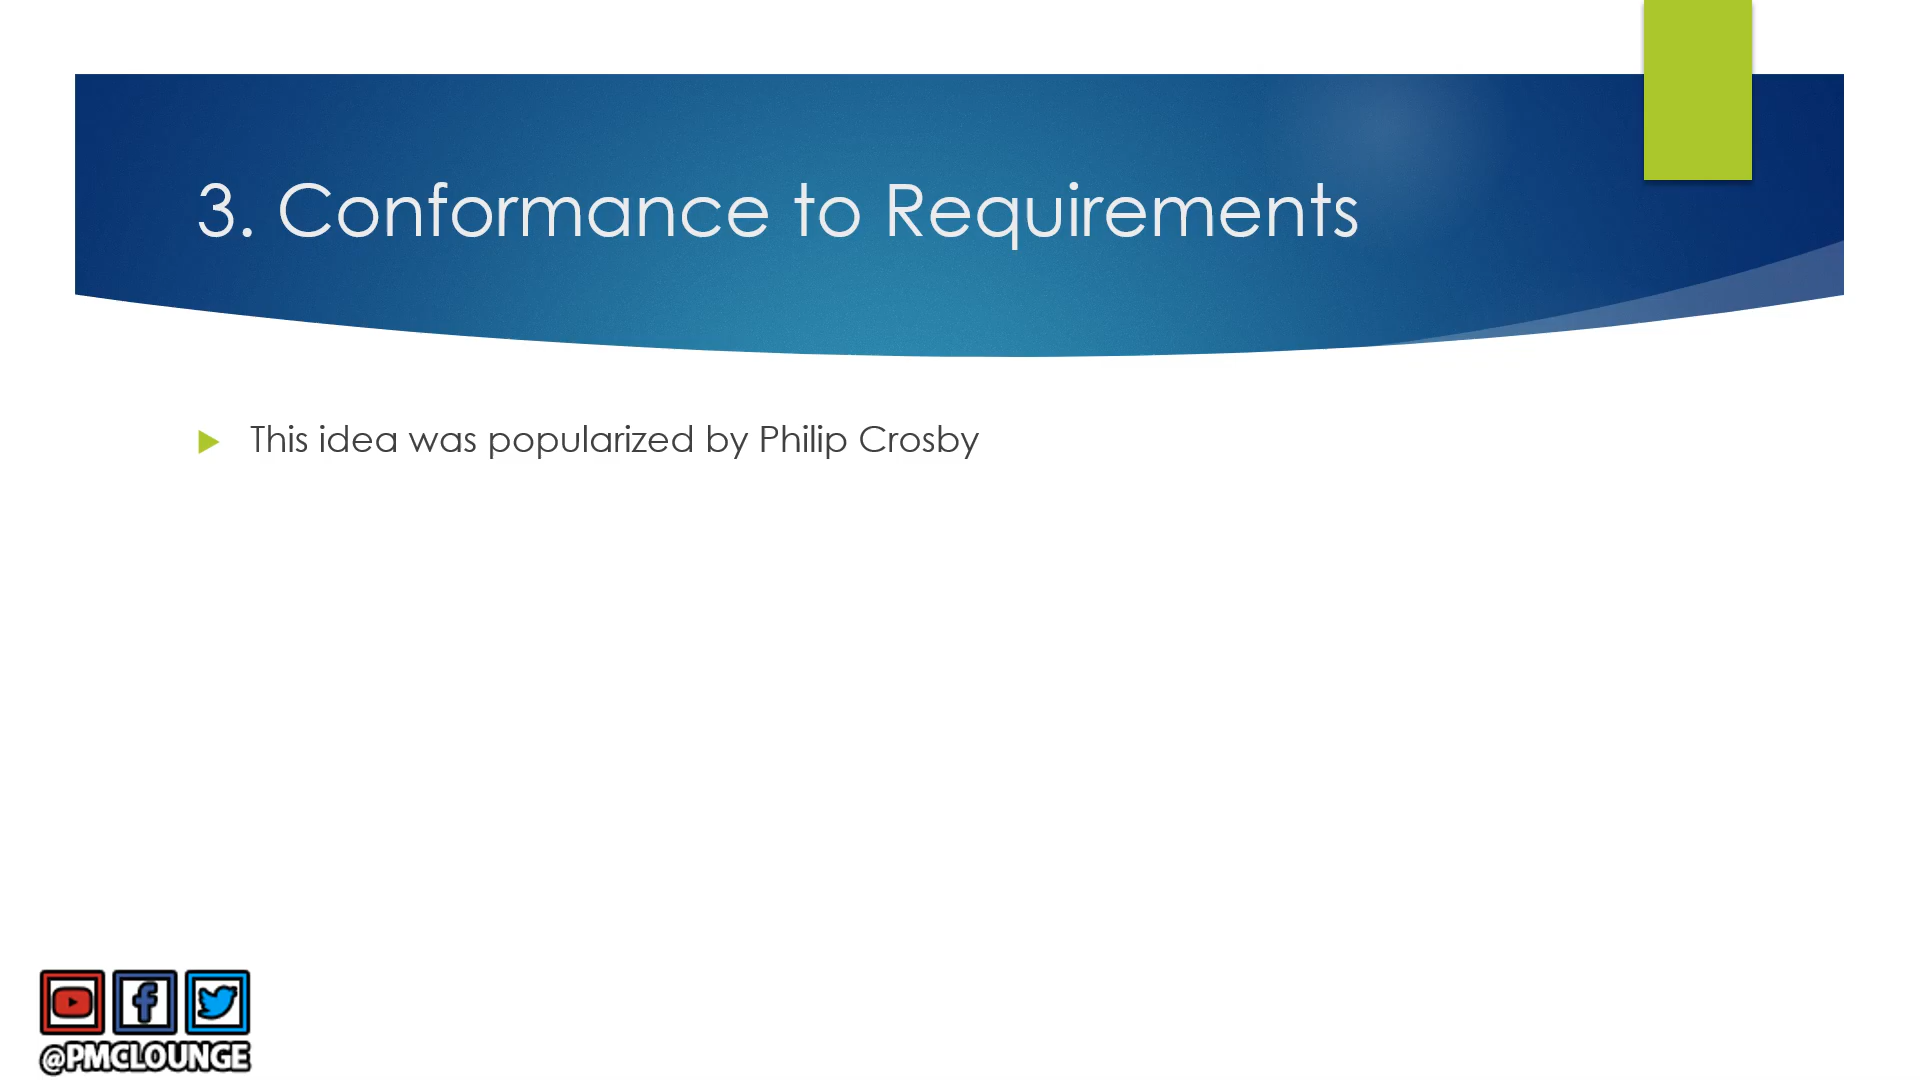 3. Conformance to Requirements
This idea was popularized by Philip Crosby
@PMCLOUNGE